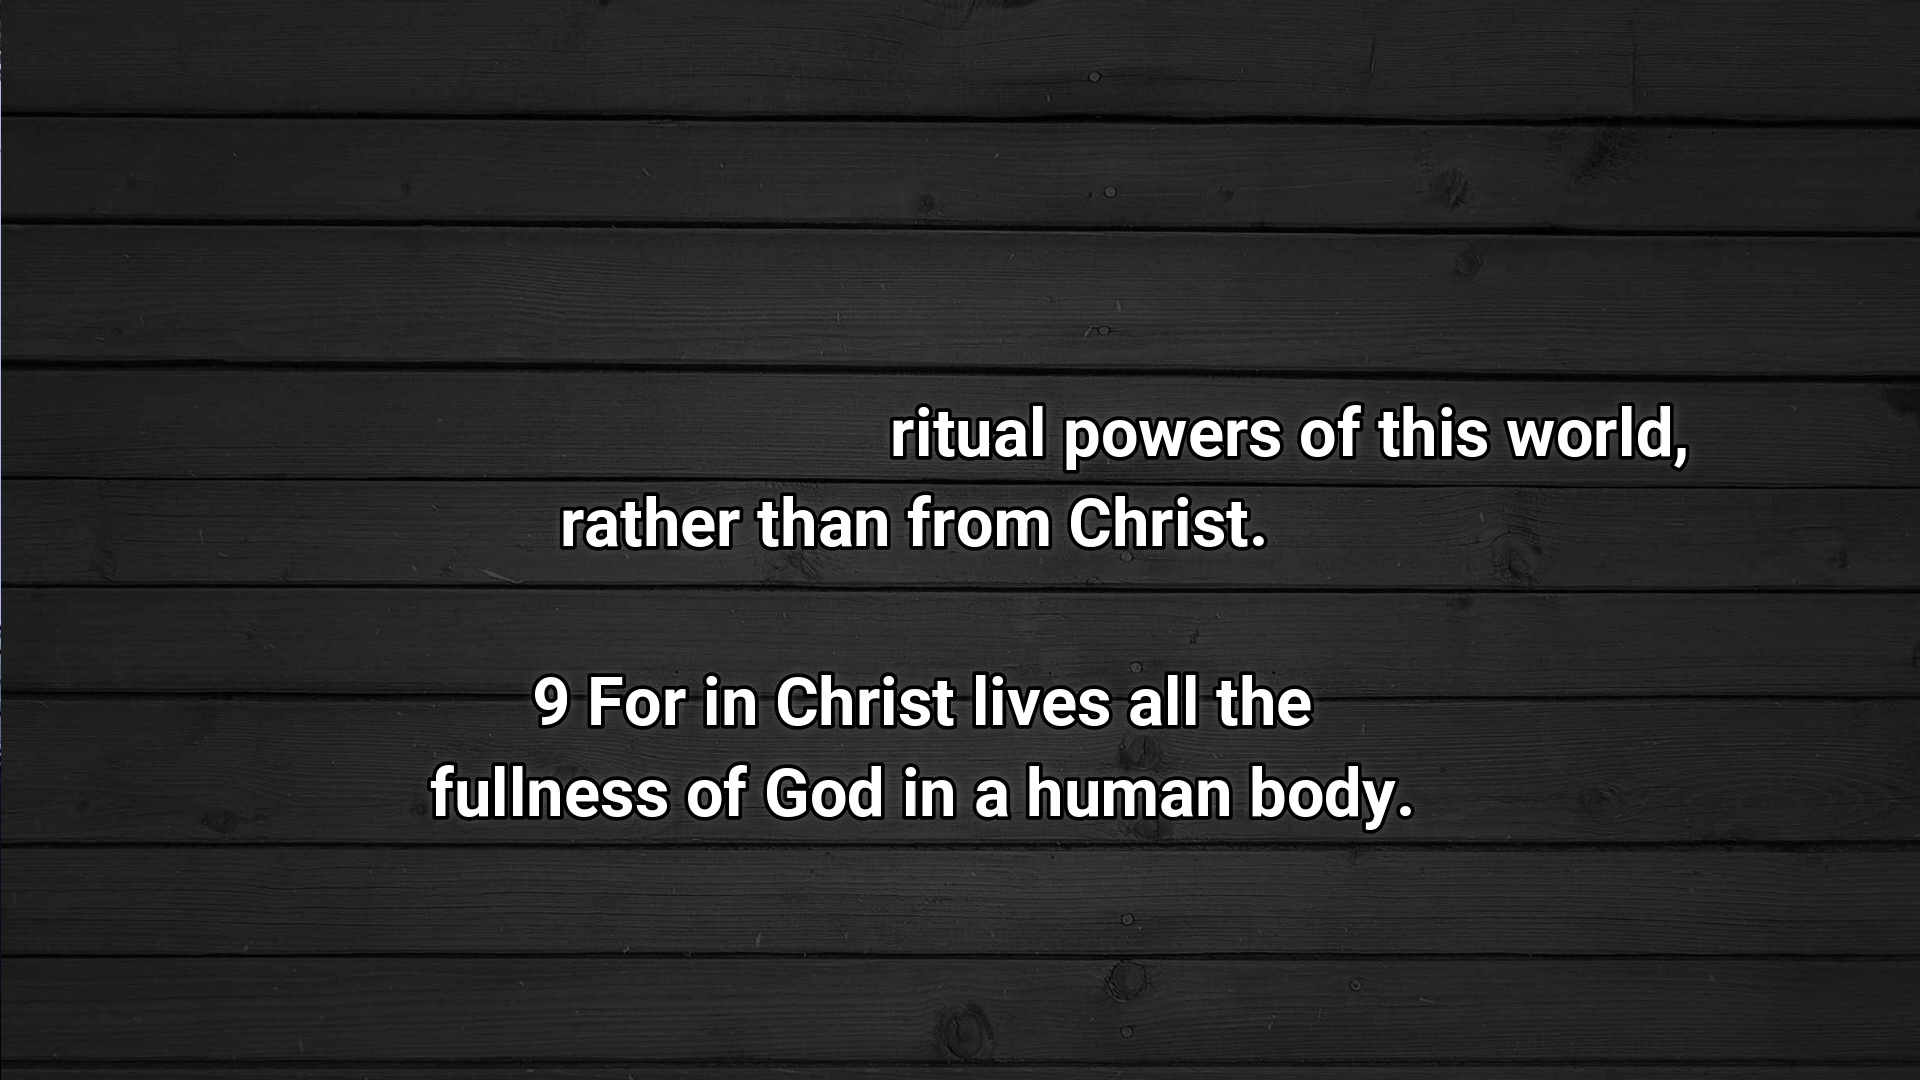 ritual powers of this world,
rather than from Christ.
9 For in Christ lives all the
fullness of God in a human body.